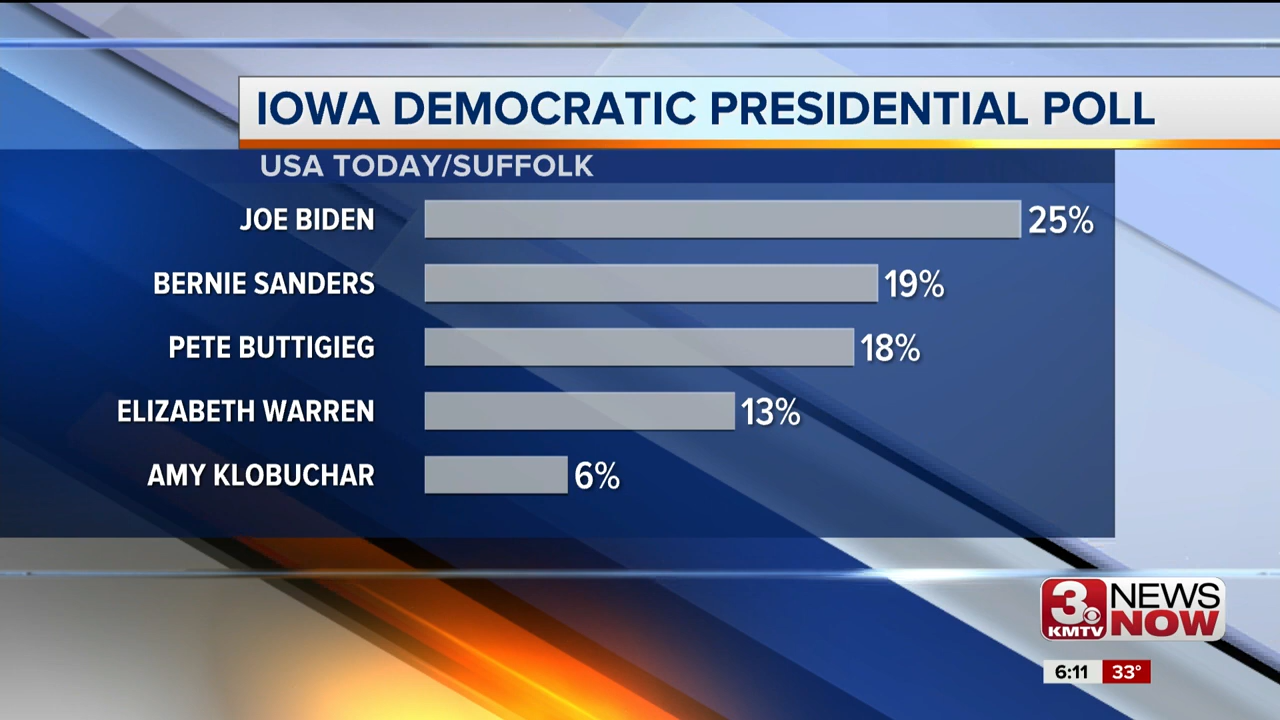 IOWA DEMOCRATIC PRESIDENTIAL POLL
USA TODAY/SUFFOLK
JOE BIDEN 25%
BERNIE SANDERS 19%
PETE BUTTIGIEG 18%
ELIZABETH WARREN 13%
AMY KLOBUCHAR 6%
3 NEWS
KMTV NOW
6:11 33°